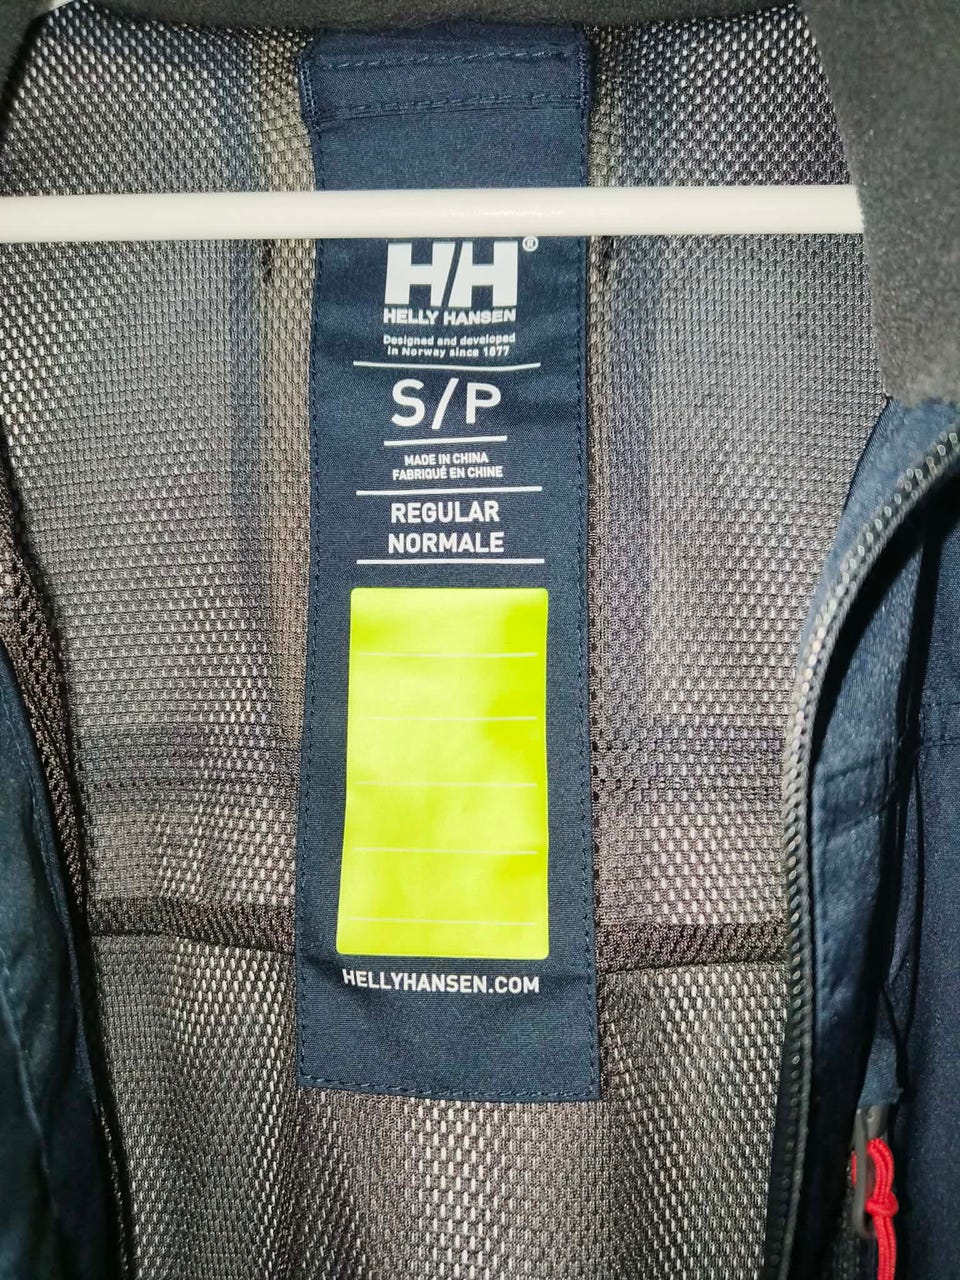 HH®
HELLY HANSEN
Designed and developed
in Norway since 1877
S/P
MADE IN CHINA
FABRIQUÉ EN CHINE
REGULAR
NORMALE
HELLYHANSEN.COM